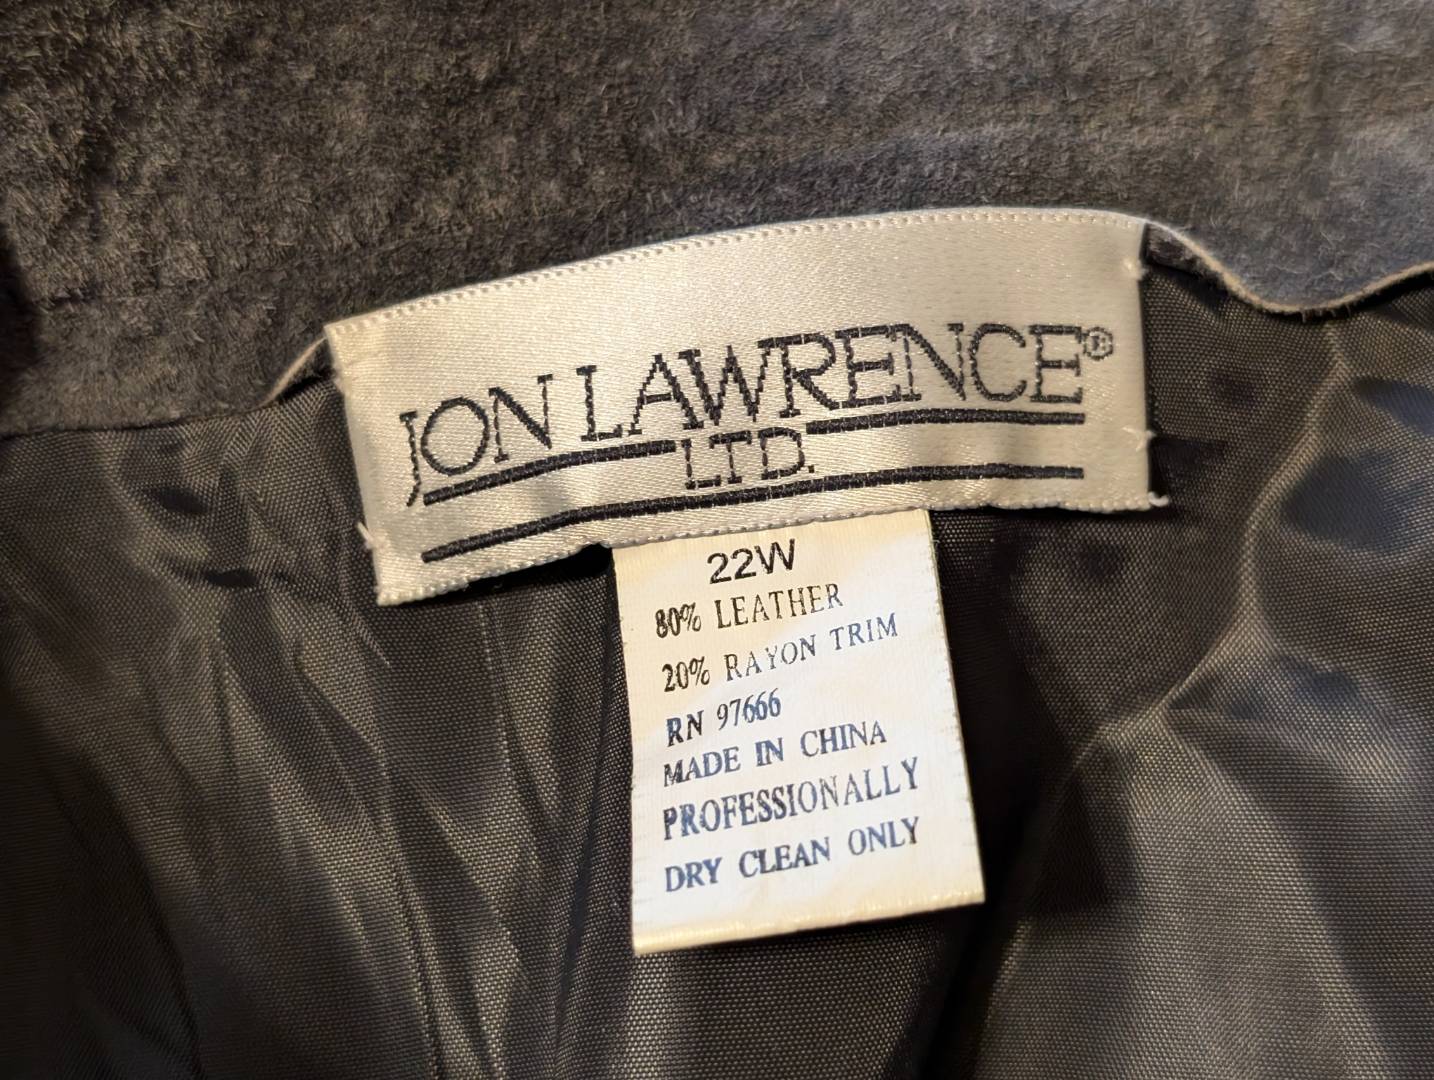 JON LAWRENCE®
LTD.
22W
80% LEATHER
20% RAYON TRIM
RN 97666
MADE IN CHINA
PROFESSIONALLY
DRY CLEAN ONLY